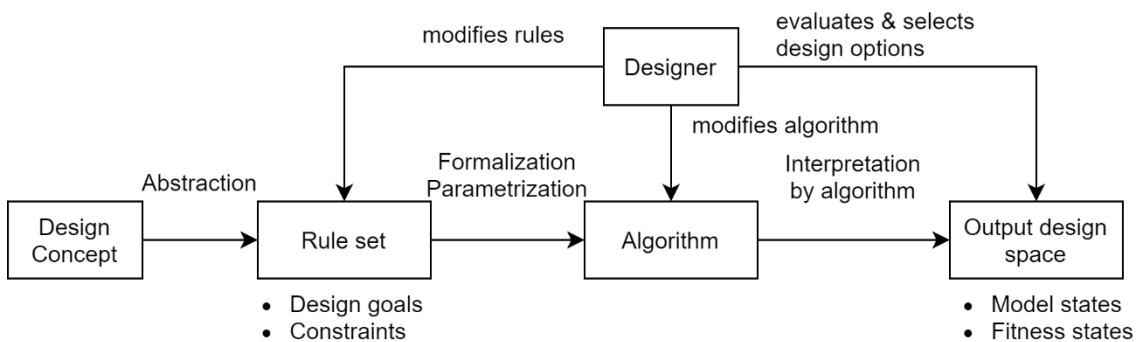 modifies rules
Designer
evaluates & selects
design options
modifies algorithm
Abstraction
Formalization
Parametrization
Interpretation
by algorithm
Design
Concept
Rule set
Algorithm
Output design
space
• Design goals
• Constraints
• Model states
• Fitness states